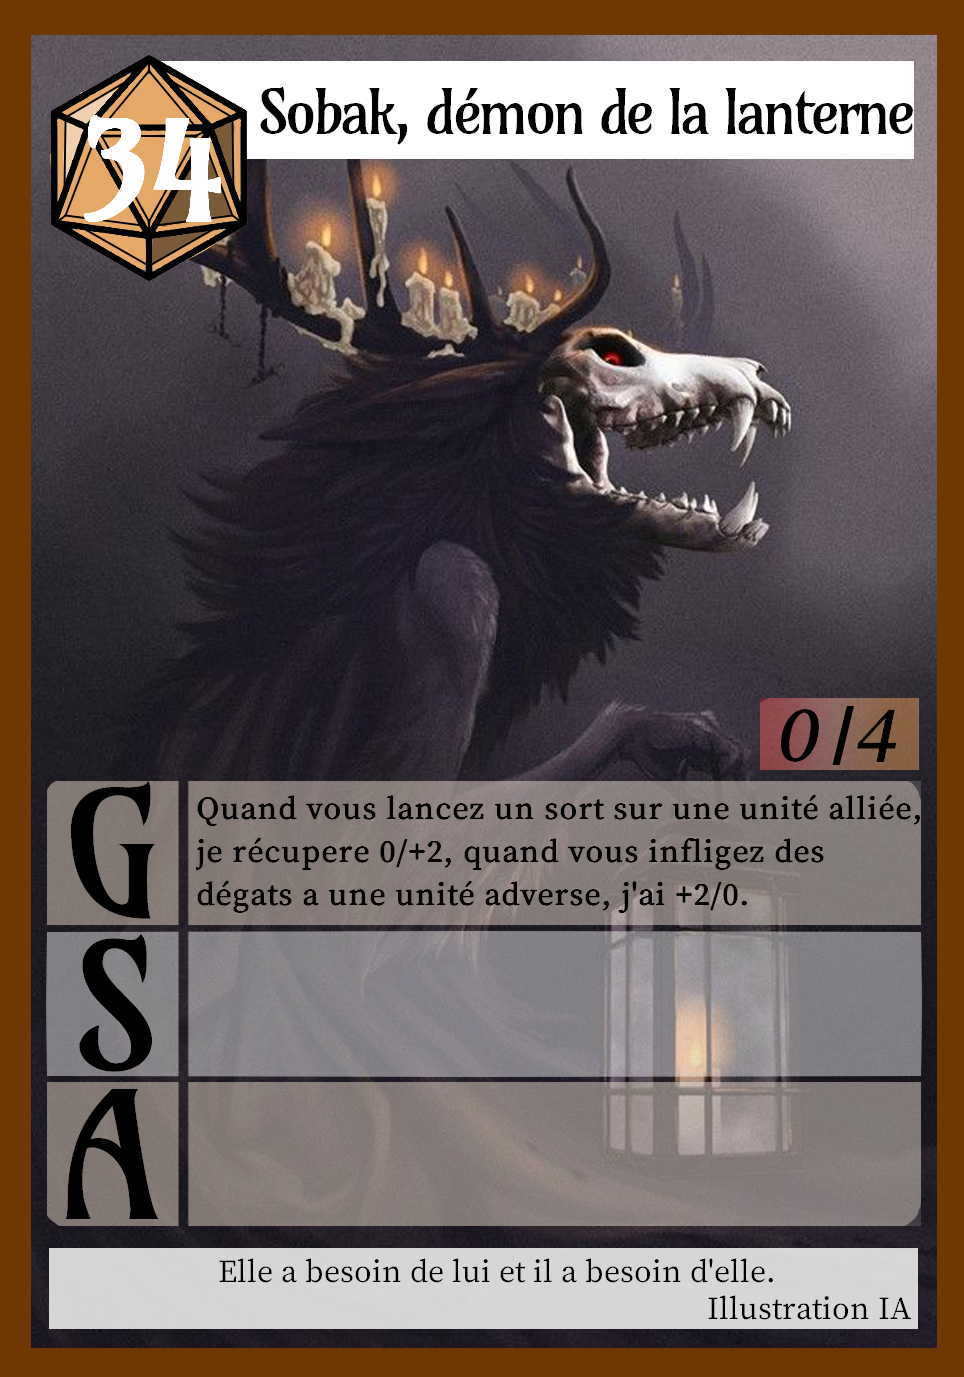 34
Sobak, démon de la lanterne
0/4
G
Quand vous lancez un sort sur une unité alliée,
je récupere 0/+2, quand vous infligez des
dégats a une unité adverse, j'ai +2/0.
S
A
Elle a besoin de lui et il a besoin d'elle.
Illustration IA